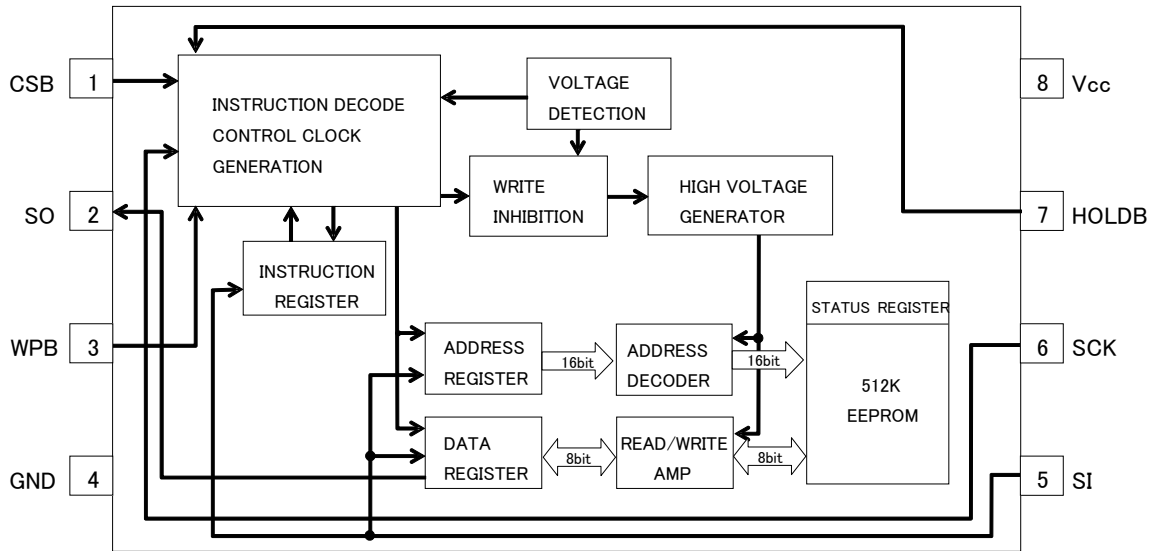 CSB
1
INSTRUCTION DECODE
CONTROL CLOCK
GENERATION
VOLTAGE
DETECTION
8
Vcc
SO
2
WRITE
INHIBITION
HIGH VOLTAGE
GENERATOR
7
HOLDB
INSTRUCTION
REGISTER
STATUS REGISTER
WPB
3
ADDRESS
REGISTER
16bit
ADDRESS
DECODER
16bit
512K
EEPROM
6
SCK
DATA
REGISTER
8bit
READ/WRITE
AMP
8bit
GND
4
5
SI